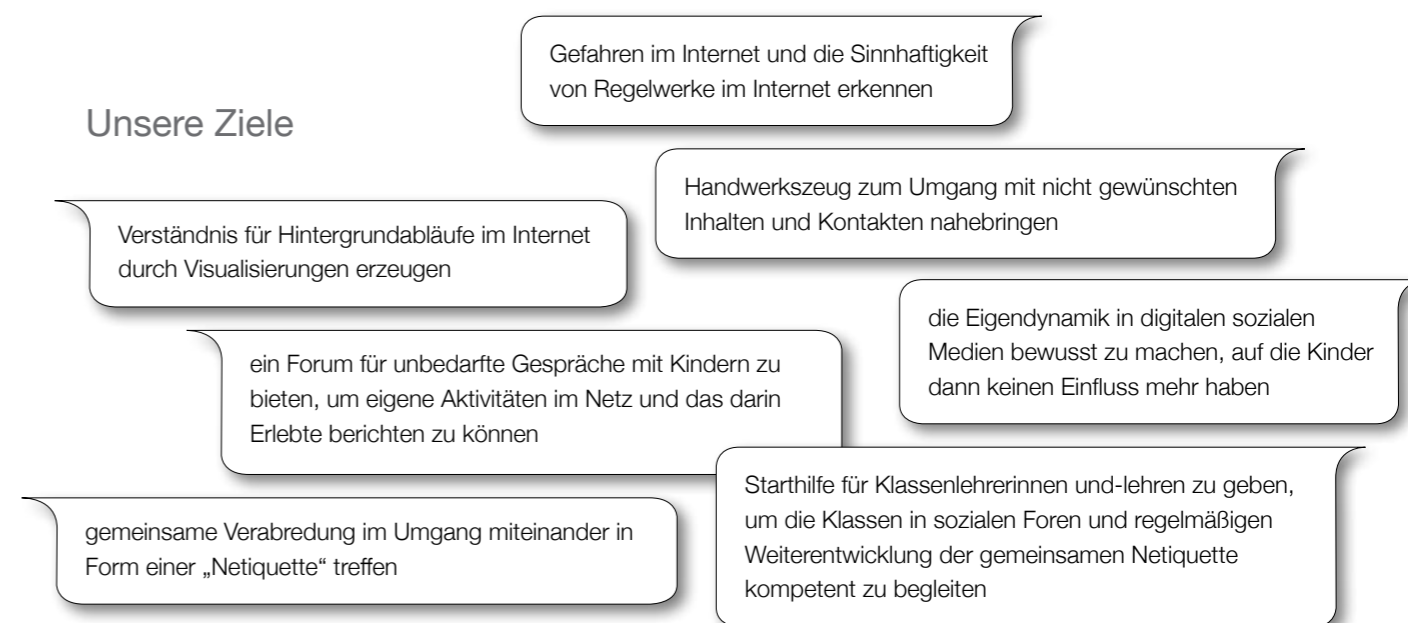 Unsere Ziele
Gefahren im Internet und die Sinnhaftigkeit
von Regelwerke im Internet erkennen
Handwerkszeug zum Umgang mit nicht gewünschten
Inhalten und Kontakten nahebringen
Verständnis für Hintergrundabläufe im Internet
durch Visualisierungen erzeugen
die Eigendynamik in digitalen sozialen
Medien bewusst zu machen, auf die Kinder
dann keinen Einfluss mehr haben
ein Forum für unbedarfte Gespräche mit Kindern zu
bieten, um eigene Aktivitäten im Netz und das darin
Erlebte berichten zu können
Starthilfe für Klassenlehrerinnen und-lehren zu geben,
um die Klassen in sozialen Foren und regelmäßigen
Weiterentwicklung der gemeinsamen Netiquette
kompetent zu begleiten
gemeinsame Verabredung im Umgang miteinander in
Form einer „Netiquette“ treffen